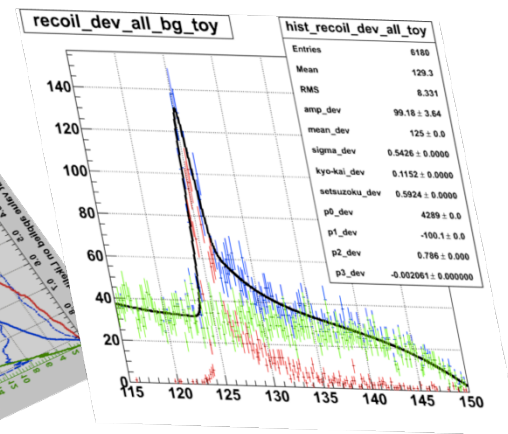 recoil_dev_all_bg_toy
hist_recoil_dev_all_toy
Entries 6180
Mean 129.3
RMS 8.331
amp_dev 99.18 ± 3.64
mean_dev 125 ± 0.0
sigma_dev 0.5426 ± 0.0000
kyo-kai_dev 0.1152 ± 0.0000
setsuzoku_dev 0.5924 ± 0.0000
p0_dev 4289 ± 0.0
p1_dev -100.1 ± 0.0
p2_dev 0.786 ± 0.000
p3_dev -0.002061 ± 0.000000
140
120
100
80
60
40
20
0
115 120 125 130 135 140 145 150